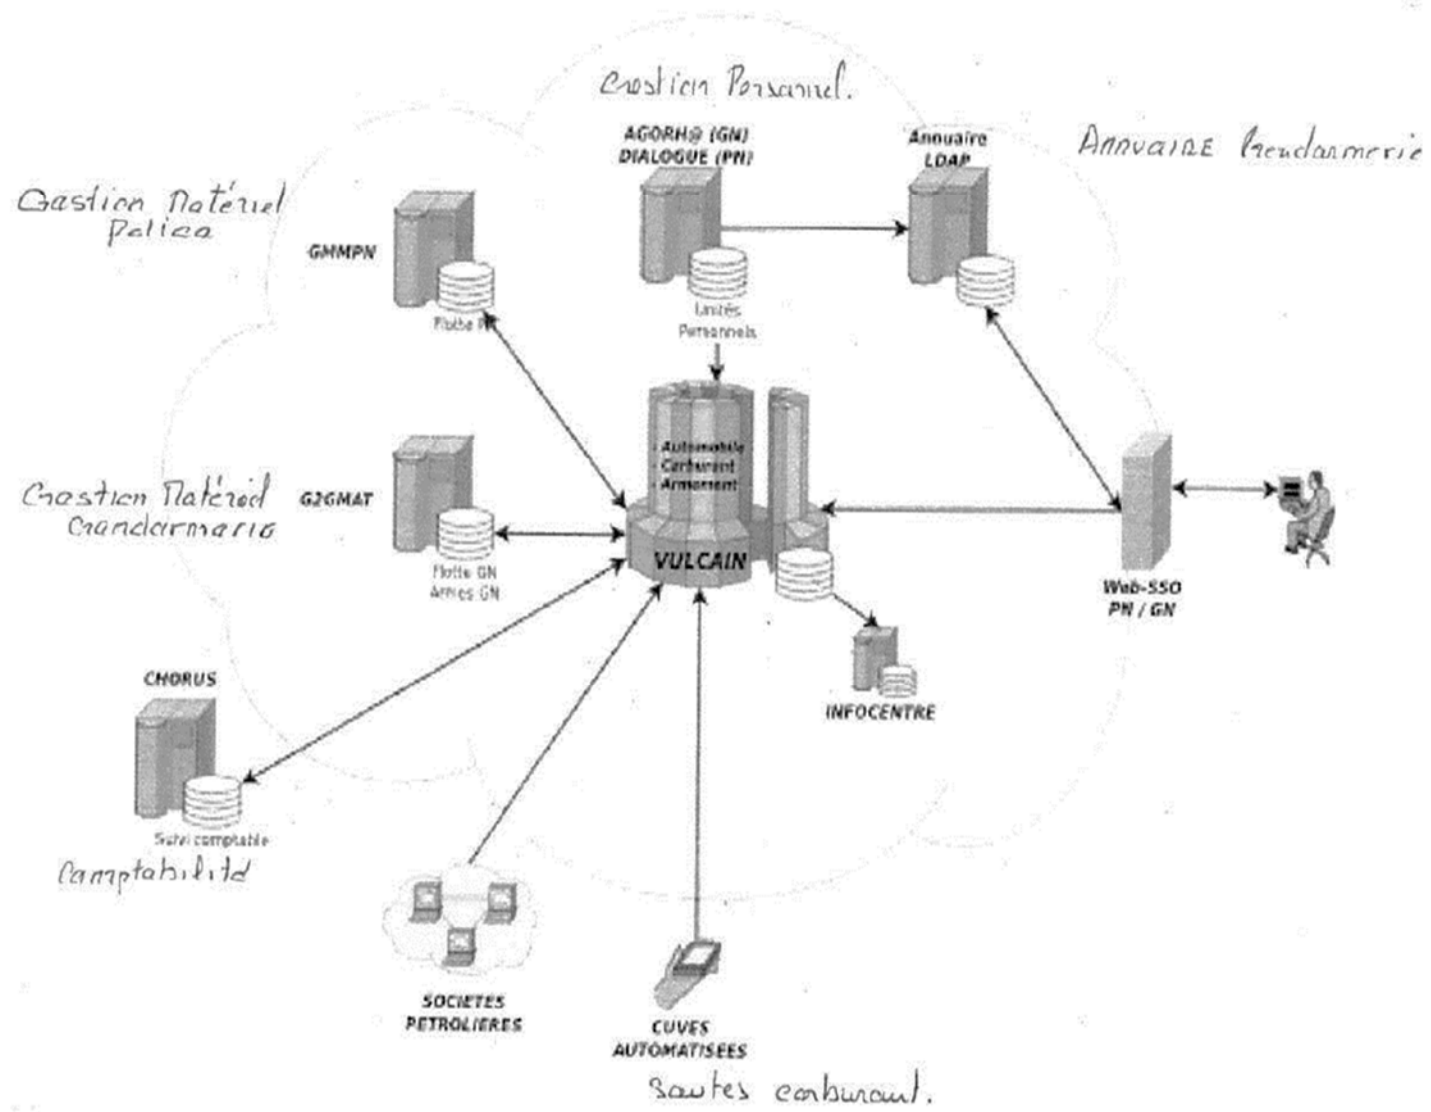 Gestion Personnel.
AGORH@ (GN)
DIALOGUE (PN)
Annuaire
LDAP
ANNUAIRE Gendarmerie
Gestion Matériel
Police
GMMPN
Flotte
Unités
Personnels
- Automobile
- Carburant
- Armement
VULCAIN
Gestion Matériel
Gendarmerie
G2GMAT
Flotte GN
Armes GN
Web-SSO
PN / GN
INFOCENTRE
CHORUS
Suivi comptable
Comptabilité
SOCIETES
PETROLIERES
CUVES
AUTOMATISEES
carburant.